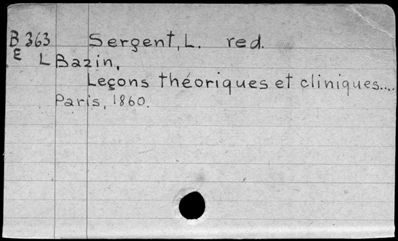 B 363 Sergent, L. red.
E L Bazin,
Leçons théoriques et cliniques....
Paris, 1860.